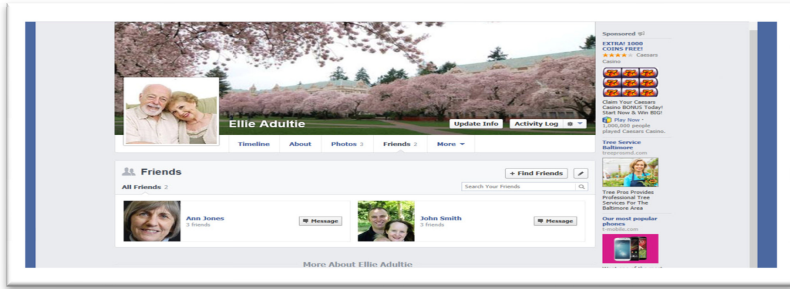 Ellie Adultie
Update Info
Activity Log
Timeline
About
Photos 3
Friends 2
More
Friends
+ Find Friends
All Friends 2
Search Your Friends
Ann Jones
3 friends
Message
John Smith
3 friends
Message
More About Ellie Adultie
Sponsored
EXTRA! 1000
COINS FREE!
Caesars
Casino
Claim Your Caesars
Casino BONUS Today!
Start Now & Win BIG!
Play Now ·
1,000,000 people
played Caesars Casino.
Tree Service
Baltimore
Tree Pros Provides
Professional Tree
Services For The
Baltimore Area
Our most popular
phones
t-mobile.com